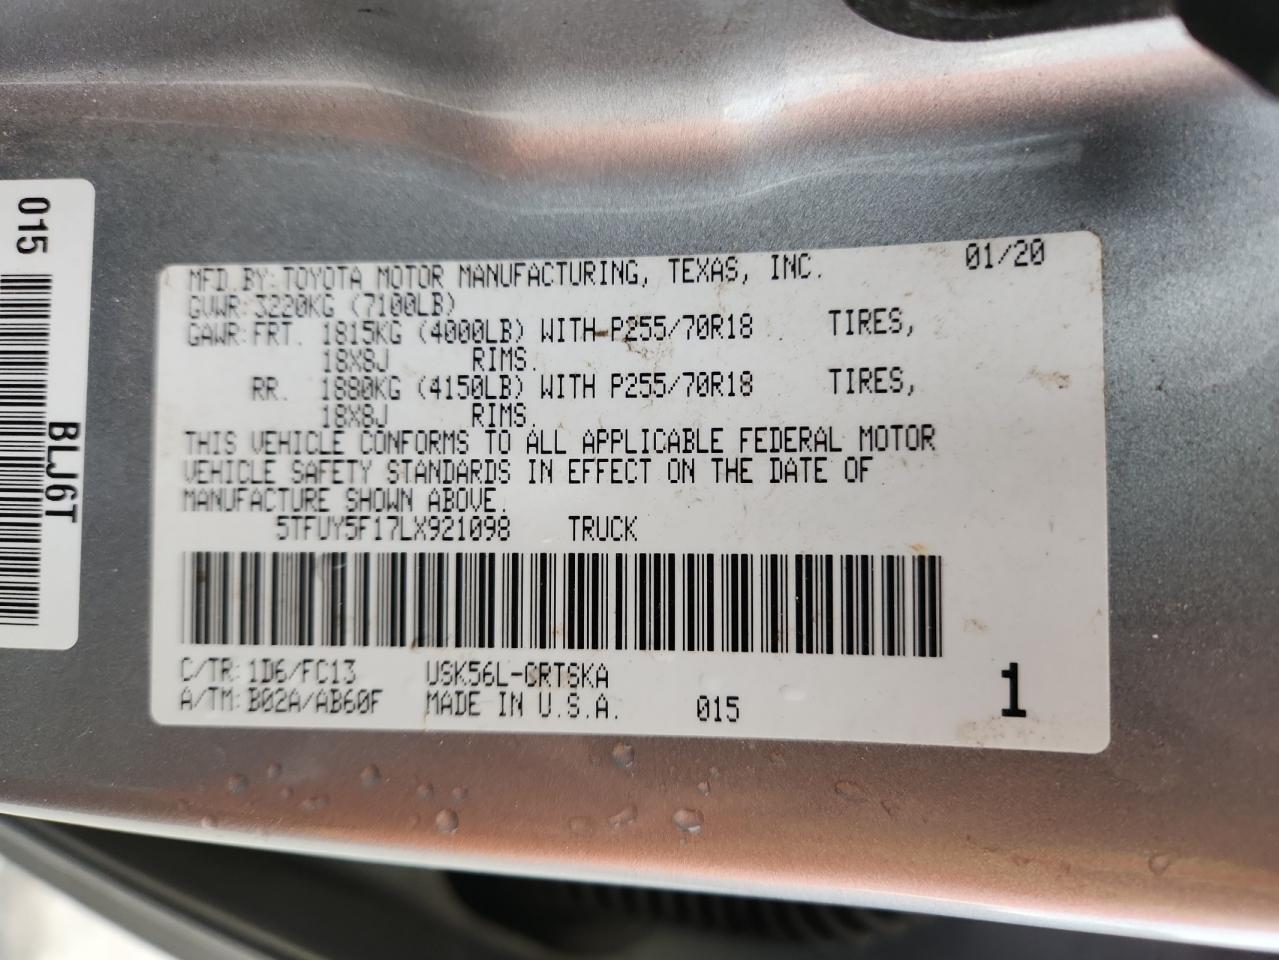 015
BLJ6T
MFD.BY:TOYOTA MOTOR MANUFACTURING, TEXAS, INC. 01/20
GVWR:3220KG (7100LB)
GAWR:FRT. 1815KG (4000LB) WITH P255/70R18 TIRES,
18X8J RIMS.
RR. 1880KG (4150LB) WITH P255/70R18 TIRES,
18X8J RIMS.
THIS VEHICLE CONFORMS TO ALL APPLICABLE FEDERAL MOTOR
VEHICLE SAFETY STANDARDS IN EFFECT ON THE DATE OF
MANUFACTURE SHOWN ABOVE.
5TFUY5F17LX921098 TRUCK
C/TR:1D6/FC13 USK56L-CRTSKA
A/TM:B02A/AB60F MADE IN U.S.A. 015 1